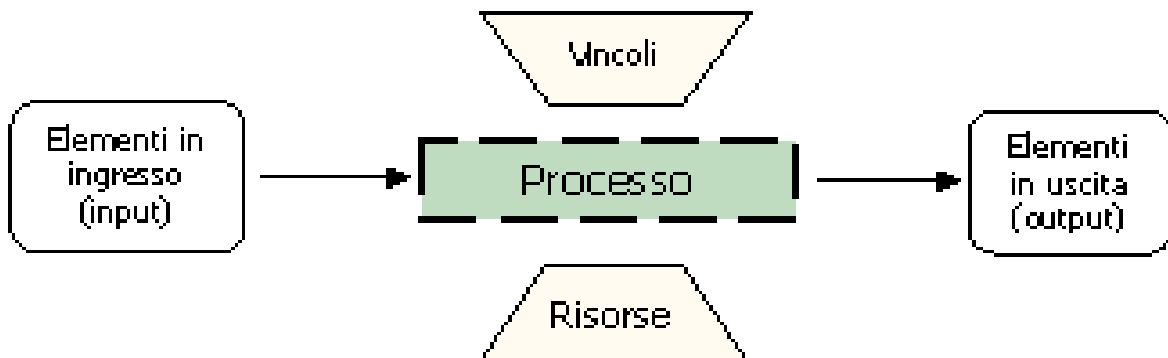 Vincoli
Elementi in
ingresso
(input)
Processo
Elementi
in uscita
(output)
Risorse